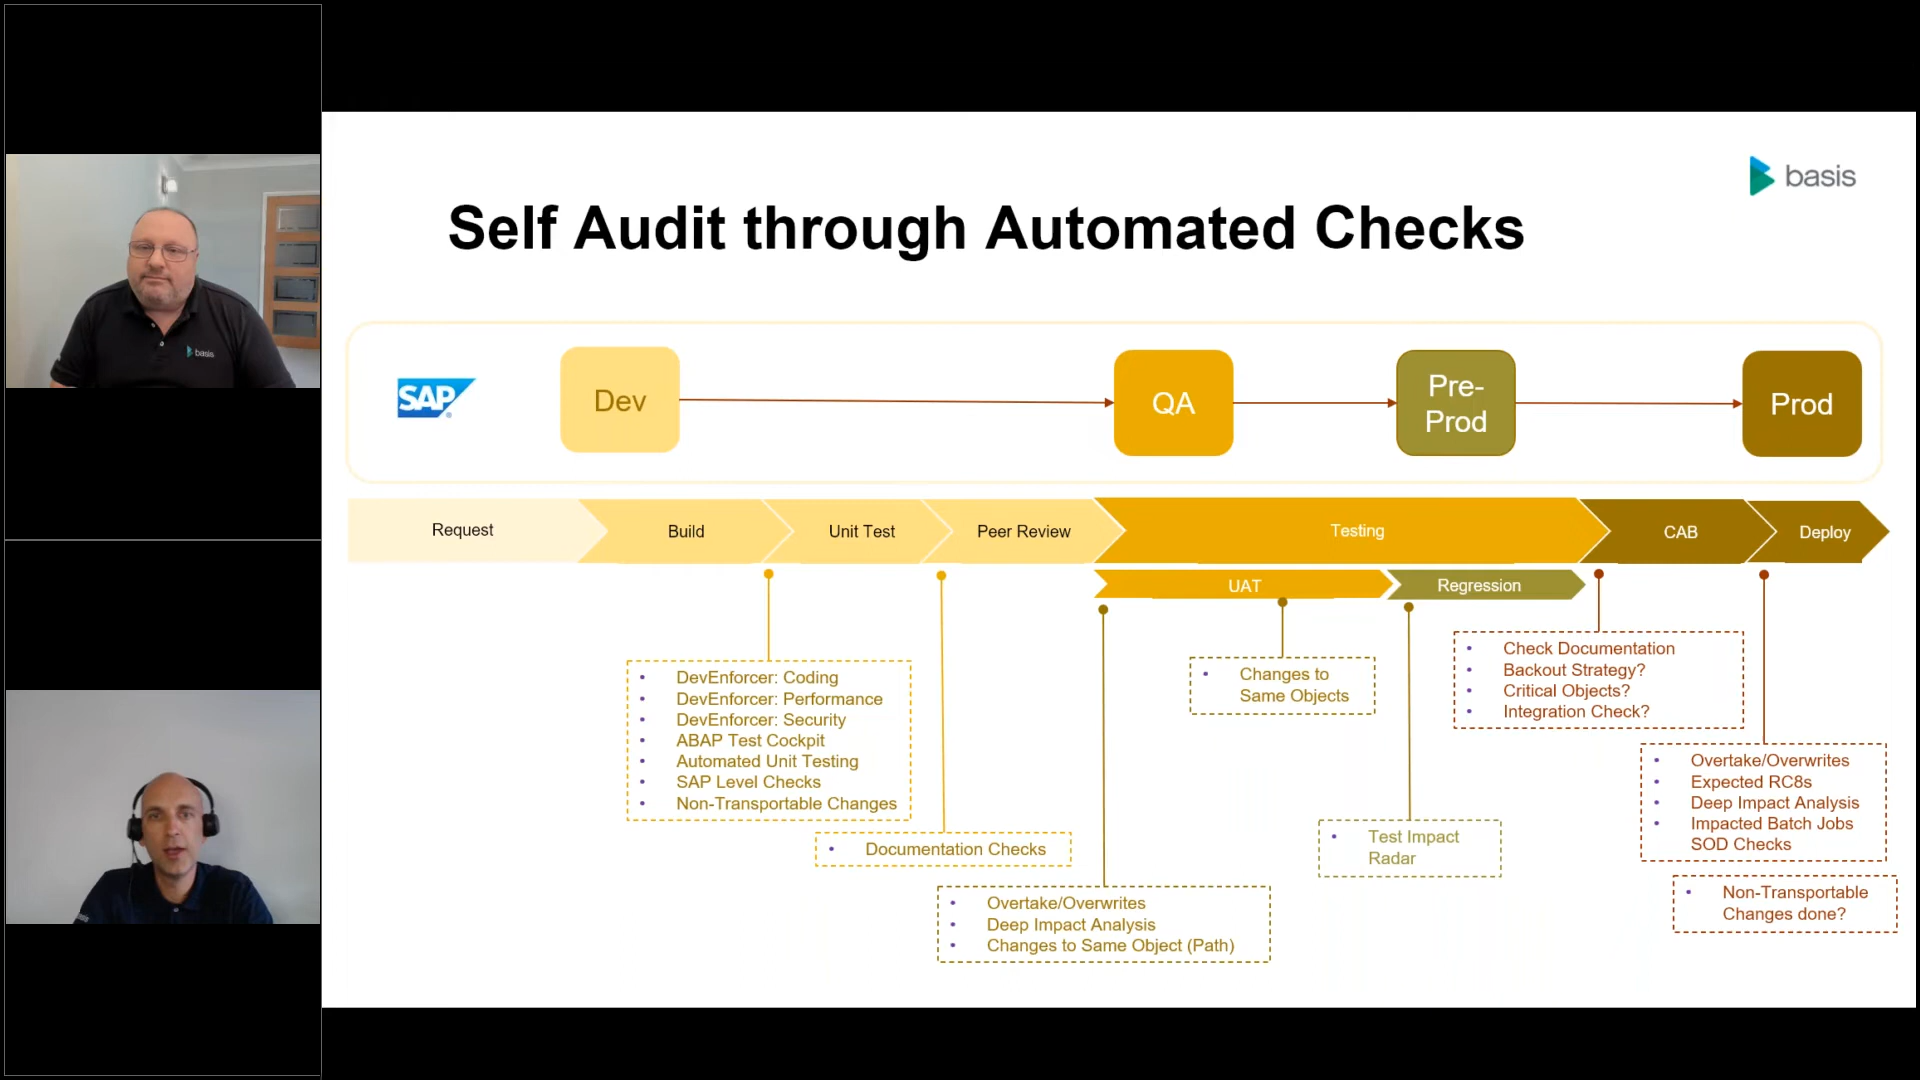 basis
Self Audit through Automated Checks
SAP
Dev
QA
Pre-
Prod
Prod
Request
Build
Unit Test
Peer Review
Testing
CAB
Deploy
UAT
Regression
• DevEnforcer: Coding
• DevEnforcer: Performance
• DevEnforcer: Security
• ABAP Test Cockpit
• Automated Unit Testing
• SAP Level Checks
• Non-Transportable Changes
• Documentation Checks
• Overtake/Overwrites
• Deep Impact Analysis
• Changes to Same Object (Path)
• Changes to
Same Objects
• Test Impact
Radar
• Check Documentation
• Backout Strategy?
• Critical Objects?
• Integration Check?
• Overtake/Overwrites
• Expected RC8s
• Deep Impact Analysis
• Impacted Batch Jobs
SOD Checks
• Non-Transportable
Changes done?
basis
basis